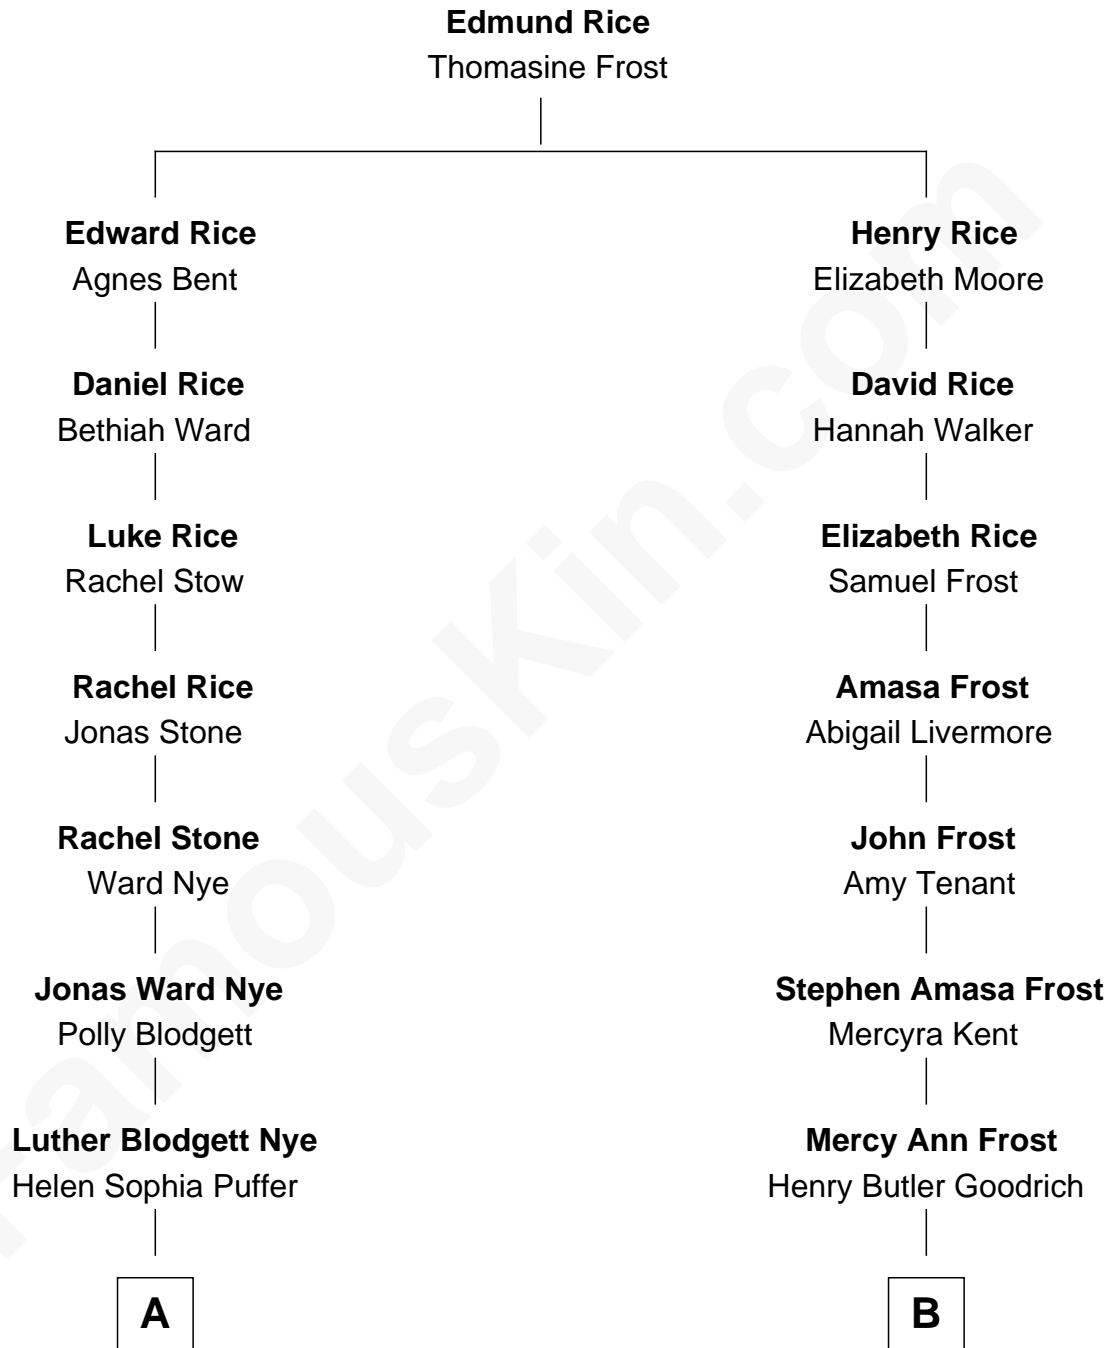 Edmund Rice
Thomasine Frost
Edward Rice
Agnes Bent
Daniel Rice
Bethiah Ward
Luke Rice
Rachel Stow
Rachel Rice
Jonas Stone
Rachel Stone
Ward Nye
Jonas Ward Nye
Polly Blodgett
Luther Blodgett Nye
Helen Sophia Puffer
A
Henry Rice
Elizabeth Moore
David Rice
Hannah Walker
Elizabeth Rice
Samuel Frost
Amasa Frost
Abigail Livermore
John Frost
Amy Tenant
Stephen Amasa Frost
Mercyra Kent
Mercy Ann Frost
Henry Butler Goodrich
B
FamousKin.com